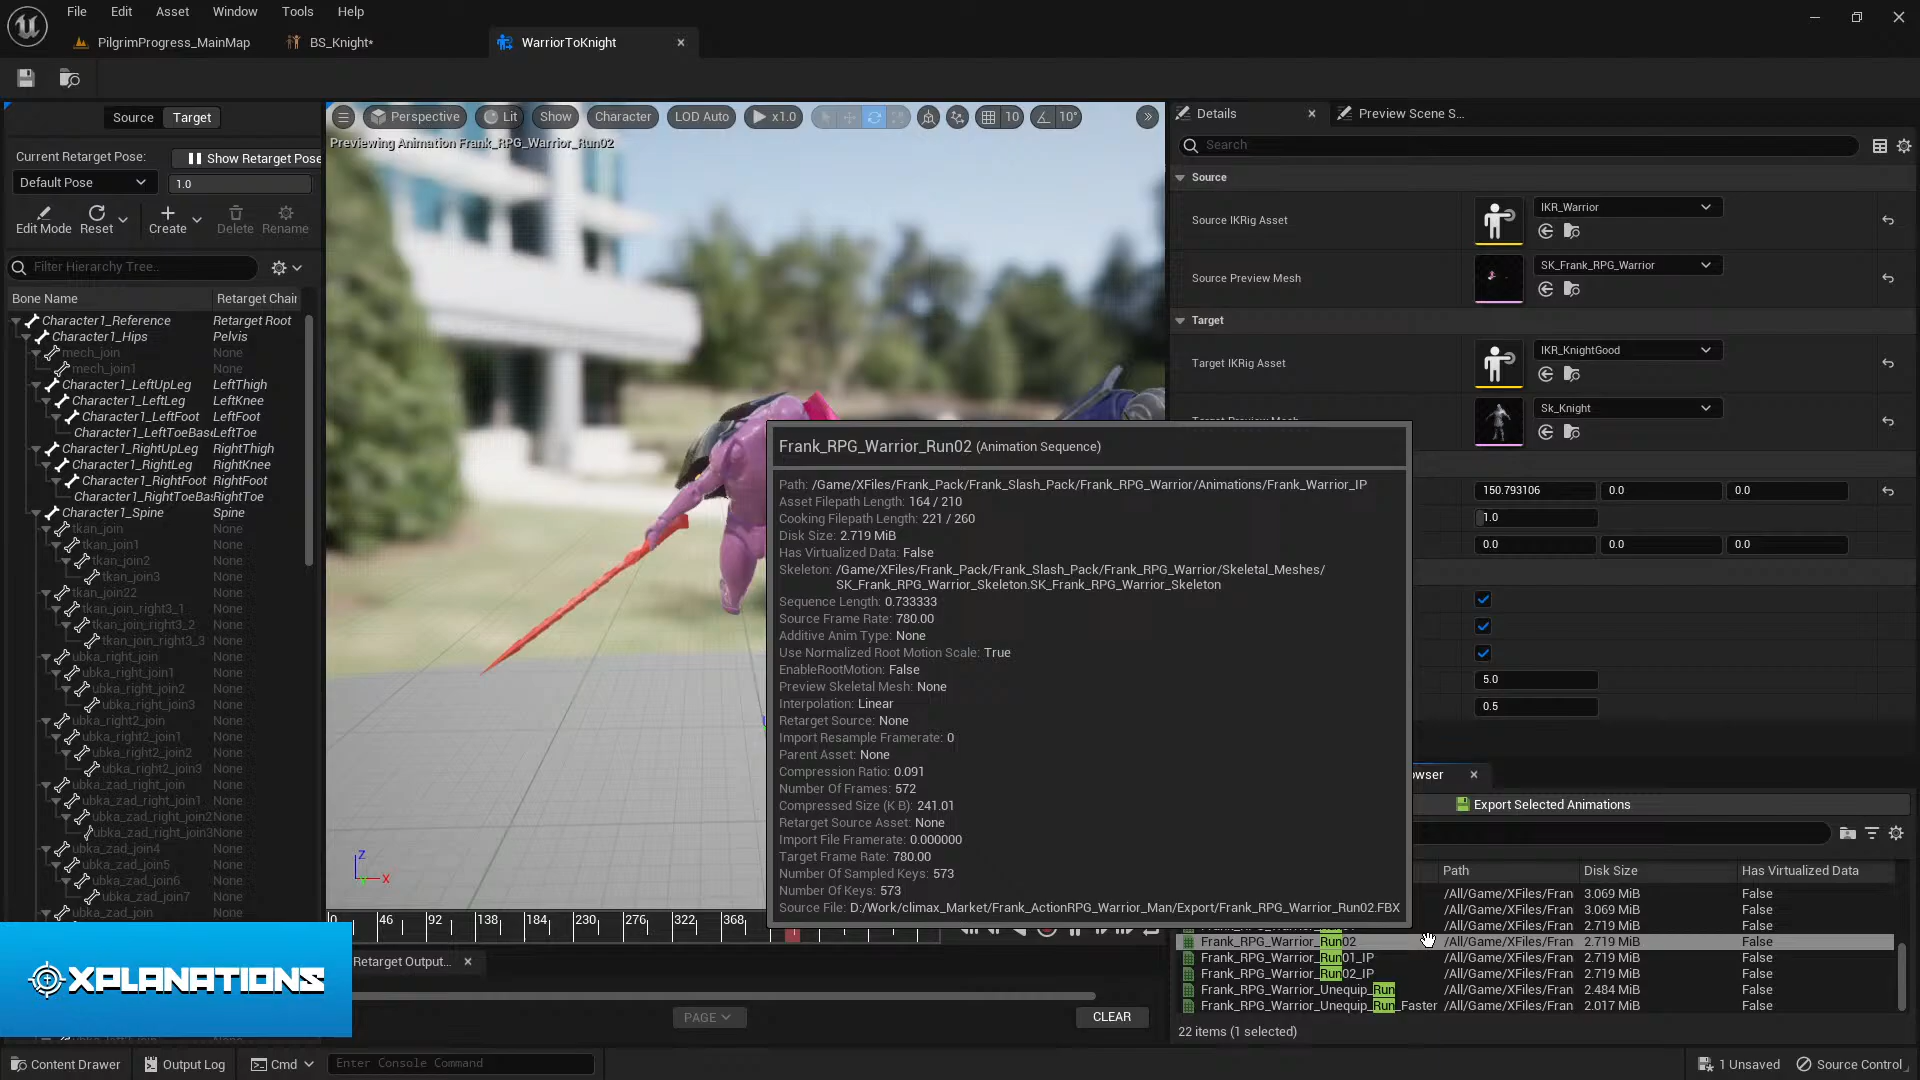 File Edit Asset Window Tools Help
PilgrimProgress_MainMap BS_Knight* WarriorToKnight
Source Target
Current Retarget Pose: Show Retarget Pose
Default Pose 1.0
Edit Mode Reset Create Delete Rename
Filter Hierarchy Tree..
Bone Name Retarget Chain
Character1_Reference Retarget Root
Character1_Hips Pelvis
mech_join None
mech_join1 None
Character1_LeftUpLeg LeftThigh
Character1_LeftLeg LeftKnee
Character1_LeftFoot LeftFoot
Character1_LeftToeBas LeftToe
Character1_RightUpLeg RightThigh
Character1_RightLeg RightKnee
Character1_RightFoot RightFoot
Character1_RightToeBas RightToe
Character1_Spine Spine
tkan_join None
tkan_join1 None
tkan_join2 None
tkan_join3 None
tkan_join22 None
tkan_join_right3_1 None
tkan_join_right3_2 None
tkan_join_right3_3 None
ubka_right_join None
ubka_right_join1 None
ubka_right_join2 None
ubka_right_join3 None
ubka_right2_join None
ubka_right2_join1 None
ubka_right2_join2 None
ubka_right2_join3 None
ubka_zad_right_join None
ubka_zad_right_join1 None
ubka_zad_right_join2 None
ubka_zad_right_join3 None
ubka_zad_join4 None
ubka_zad_join5 None
ubka_zad_join6 None
ubka_zad_join7 None
ubka_zad_join None
XPLANATIONS
Perspective Lit Show Character LOD Auto x1.0 10 10°
Previewing Animation Frank_RPG_Warrior_Run02
Z
X
0 46 92 138 184 230 276 322 368
Retarget Output...
PAGE CLEAR
Frank_RPG_Warrior_Run02 (Animation Sequence)
Path: /Game/XFiles/Frank_Pack/Frank_Slash_Pack/Frank_RPG_Warrior/Animations/Frank_Warrior_IP
Asset Filepath Length: 164 / 210
Cooking Filepath Length: 221 / 260
Disk Size: 2.719 MiB
Has Virtualized Data: False
Skeleton: /Game/XFiles/Frank_Pack/Frank_Slash_Pack/Frank_RPG_Warrior/Skeletal_Meshes/
SK_Frank_RPG_Warrior_Skeleton.SK_Frank_RPG_Warrior_Skeleton
Sequence Length: 0.733333
Source Frame Rate: 780.00
Additive Anim Type: None
Use Normalized Root Motion Scale: True
EnableRootMotion: False
Preview Skeletal Mesh: None
Interpolation: Linear
Retarget Source: None
Import Resample Framerate: 0
Parent Asset: None
Compression Ratio: 0.091
Number Of Frames: 572
Compressed Size (K B): 241.01
Retarget Source Asset: None
Import File Framerate: 0.000000
Target Frame Rate: 780.00
Number Of Sampled Keys: 573
Number Of Keys: 573
Source File: D:/Work/climax_Market/Frank_ActionRPG_Warrior_Man/Export/Frank_RPG_Warrior_Run02.FBX
Details Preview Scene S...
Search
Source
Source IKRig Asset IKR_Warrior
Source Preview Mesh SK_Frank_RPG_Warrior
Target
Target IKRig Asset IKR_KnightGood
Target Preview Mesh Sk_Knight
150.793106 0.0 0.0
1.0
0.0 0.0 0.0
5.0
0.5
owser
Export Selected Animations
Path Disk Size Has Virtualized Data
/All/Game/XFiles/Fran 3.069 MiB False
/All/Game/XFiles/Fran 3.069 MiB False
/All/Game/XFiles/Fran 2.719 MiB False
Frank_RPG_Warrior_Run02 /All/Game/XFiles/Fran 2.719 MiB False
Frank_RPG_Warrior_Run01_IP /All/Game/XFiles/Fran 2.719 MiB False
Frank_RPG_Warrior_Run02_IP /All/Game/XFiles/Fran 2.719 MiB False
Frank_RPG_Warrior_Unequip_Run /All/Game/XFiles/Fran 2.484 MiB False
Frank_RPG_Warrior_Unequip_Run_Faster /All/Game/XFiles/Fran 2.017 MiB False
22 items (1 selected)
Content Drawer Output Log Cmd Enter Console Command 1 Unsaved Source Control